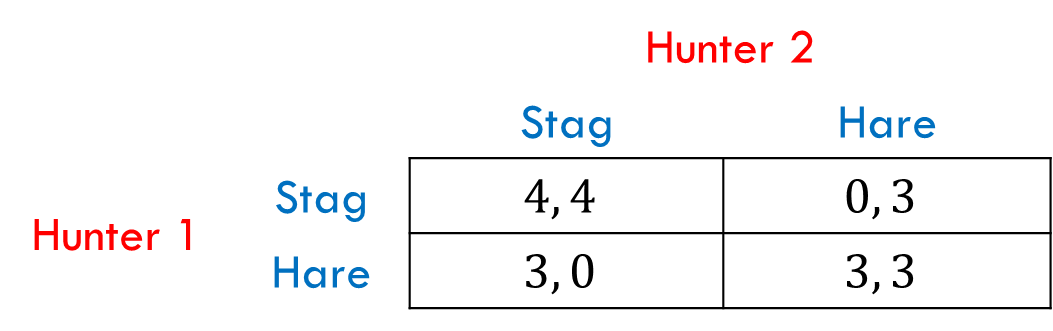 Hunter 2
Stag Hare
Stag 4, 4 0, 3
Hunter 1
Hare 3, 0 3, 3